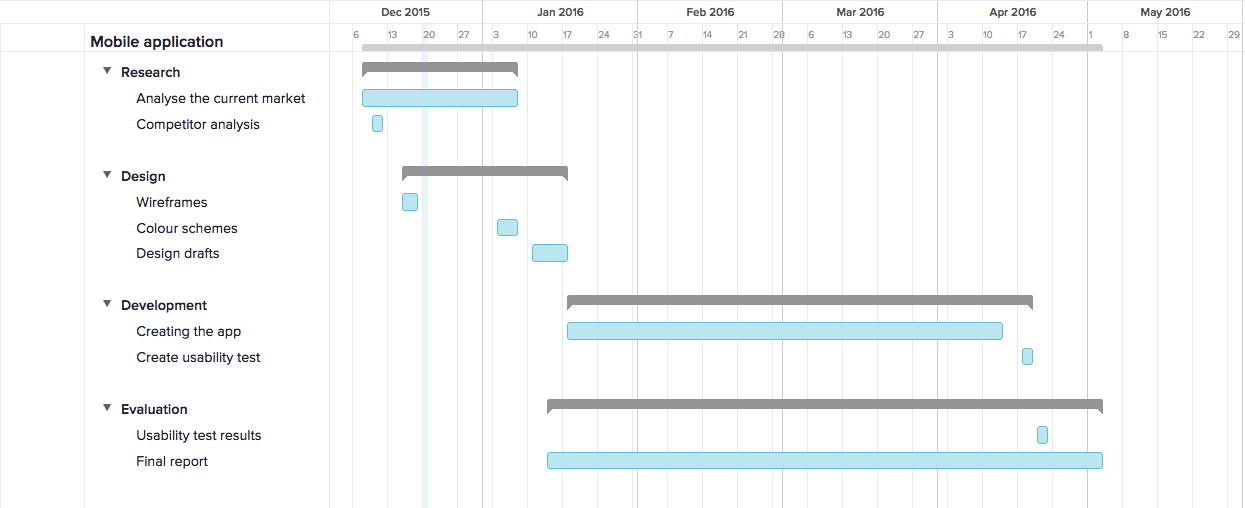 Dec 2015 Jan 2016 Feb 2016 Mar 2016 Apr 2016 May 2016
6 13 20 27 3 10 17 24 31 7 14 21 28 6 13 20 27 3 10 17 24 1 8 15 22 29
Mobile application
Research
Analyse the current market
Competitor analysis
Design
Wireframes
Colour schemes
Design drafts
Development
Creating the app
Create usability test
Evaluation
Usability test results
Final report